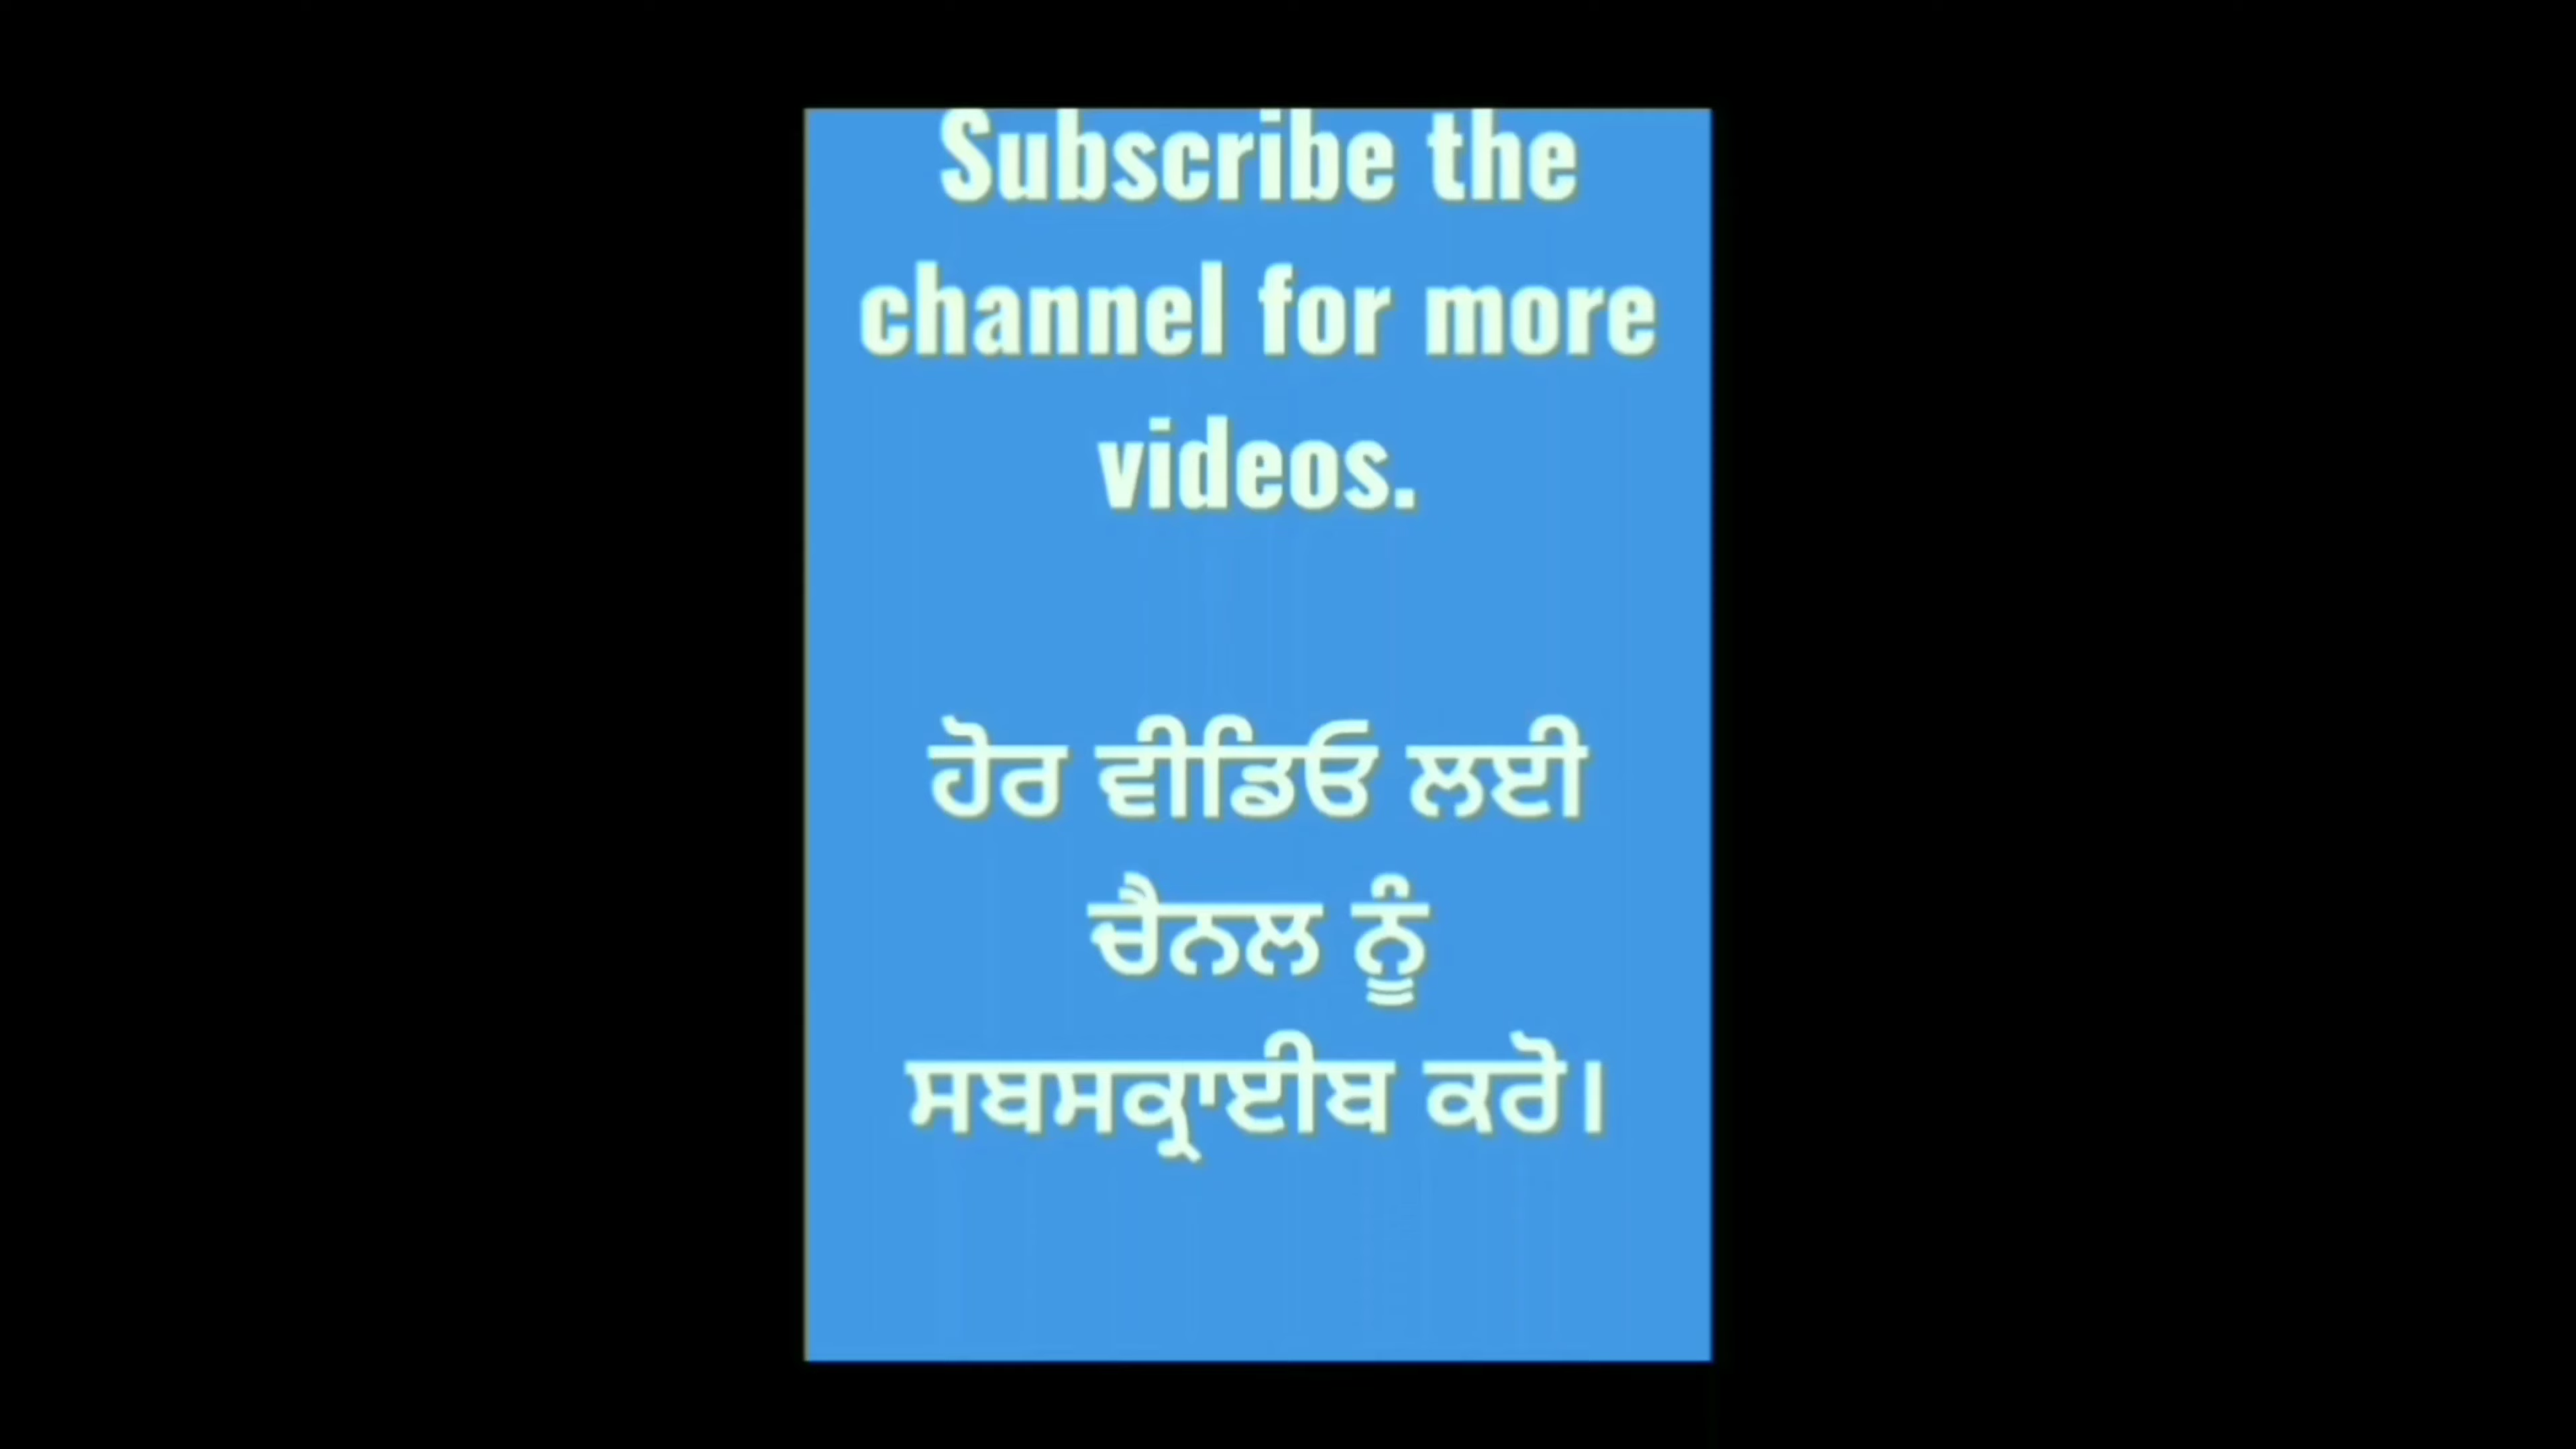 Subscribe the
channel for more
videos.
ਹੋਰ ਵੀਡਿਓ ਲਈ
ਚੈਨਲ ਨੂੰ
ਸਬਸਕ੍ਰਾਈਬ ਕਰੋ।